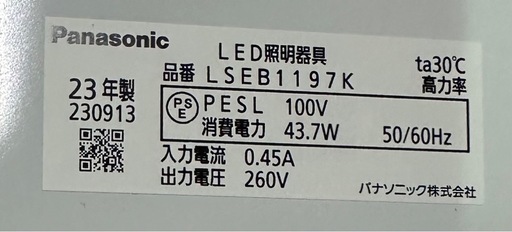 Panasonic
LED照明器具
ta30℃
品番 LSEB1197K
高力率
23年製
230913
PS
E
PESL 100V
消費電力 43.7W 50/60Hz
入力電流 0.45A
出力電圧 260V
パナソニック株式会社